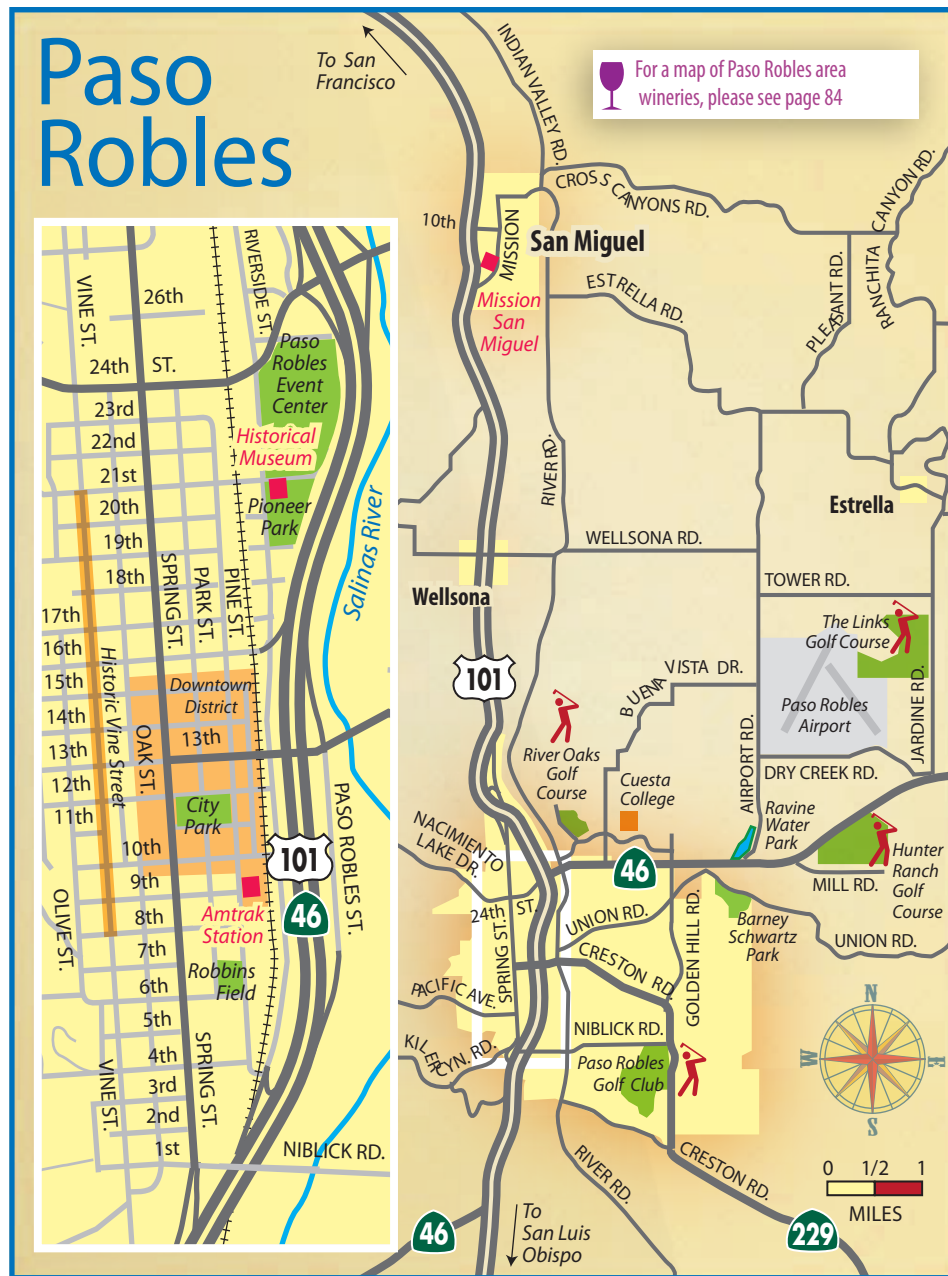 Paso
Robles
To San
Francisco
For a map of Paso Robles area
wineries, please see page 84
INDIAN VALLEY RD.
CROSS CANYONS RD.
CANYON RD.
RANCHITA
PLEASANT RD.
10th
MISSION
San Miguel
Mission
San
Miguel
ESTRELLA RD.
RIVER RD.
Estrella
WELLSONA RD.
Wellsona
TOWER RD.
The Links
Golf Course
101
BUENA VISTA DR.
Paso Robles
Airport
JARDINE RD.
AIRPORT RD.
River Oaks
Golf
Course
Cuesta
College
DRY CREEK RD.
Ravine
Water
Park
NACIMIENTO
LAKE DR.
46
Hunter
Ranch
Golf
Course
MILL RD.
24th ST.
UNION RD.
GOLDEN HILL RD.
Barney
Schwartz
Park
UNION RD.
SPRING ST.
CRESTON RD.
PACIFIC AVE.
NIBLICK RD.
KILER CYN. RD.
Paso Robles
Golf Club
N
W
E
S
RIVER RD.
CRESTON RD.
0 1/2 1
MILES
46
To
San Luis
Obispo
229
VINE ST.
26th
RIVERSIDE ST.
24th ST.
Paso
Robles
Event
Center
23rd
22nd
Historical
Museum
21st
20th
Pioneer
Park
19th
18th
SPRING ST.
PARK ST.
PINE ST.
Salinas River
17th
16th
15th
14th
13th
12th
11th
Historic Vine Street
Downtown
District
13th
OAK ST.
City
Park
101
PASO ROBLES ST.
10th
9th
46
OLIVE ST.
8th
Amtrak
Station
7th
6th
Robbins
Field
5th
4th
SPRING ST.
3rd
VINE ST.
2nd
1st
NIBLICK RD.